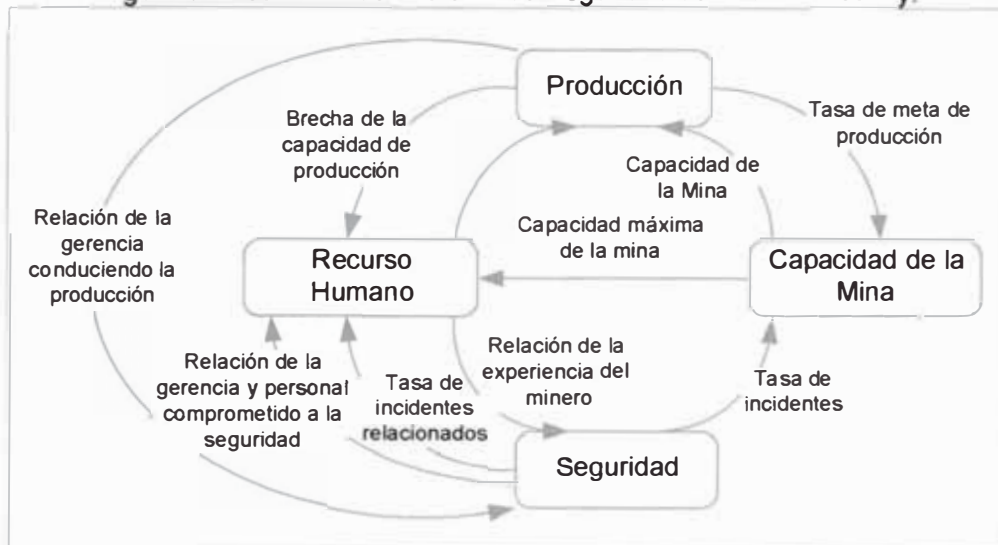 Producción
Brecha de la
capacidad de
producción
Tasa de meta de
producción
Capacidad de
la Mina
Relación de la
gerencia
conduciendo la
producción
Capacidad máxima
de la mina
Recurso
Humano
Capacidad de la
Mina
Relación de la
gerencia y personal
comprometido a la
seguridad
Tasa de
incidentes
relacionados
Relación de la
experiencia del
minero
Tasa de
incidentes
Seguridad